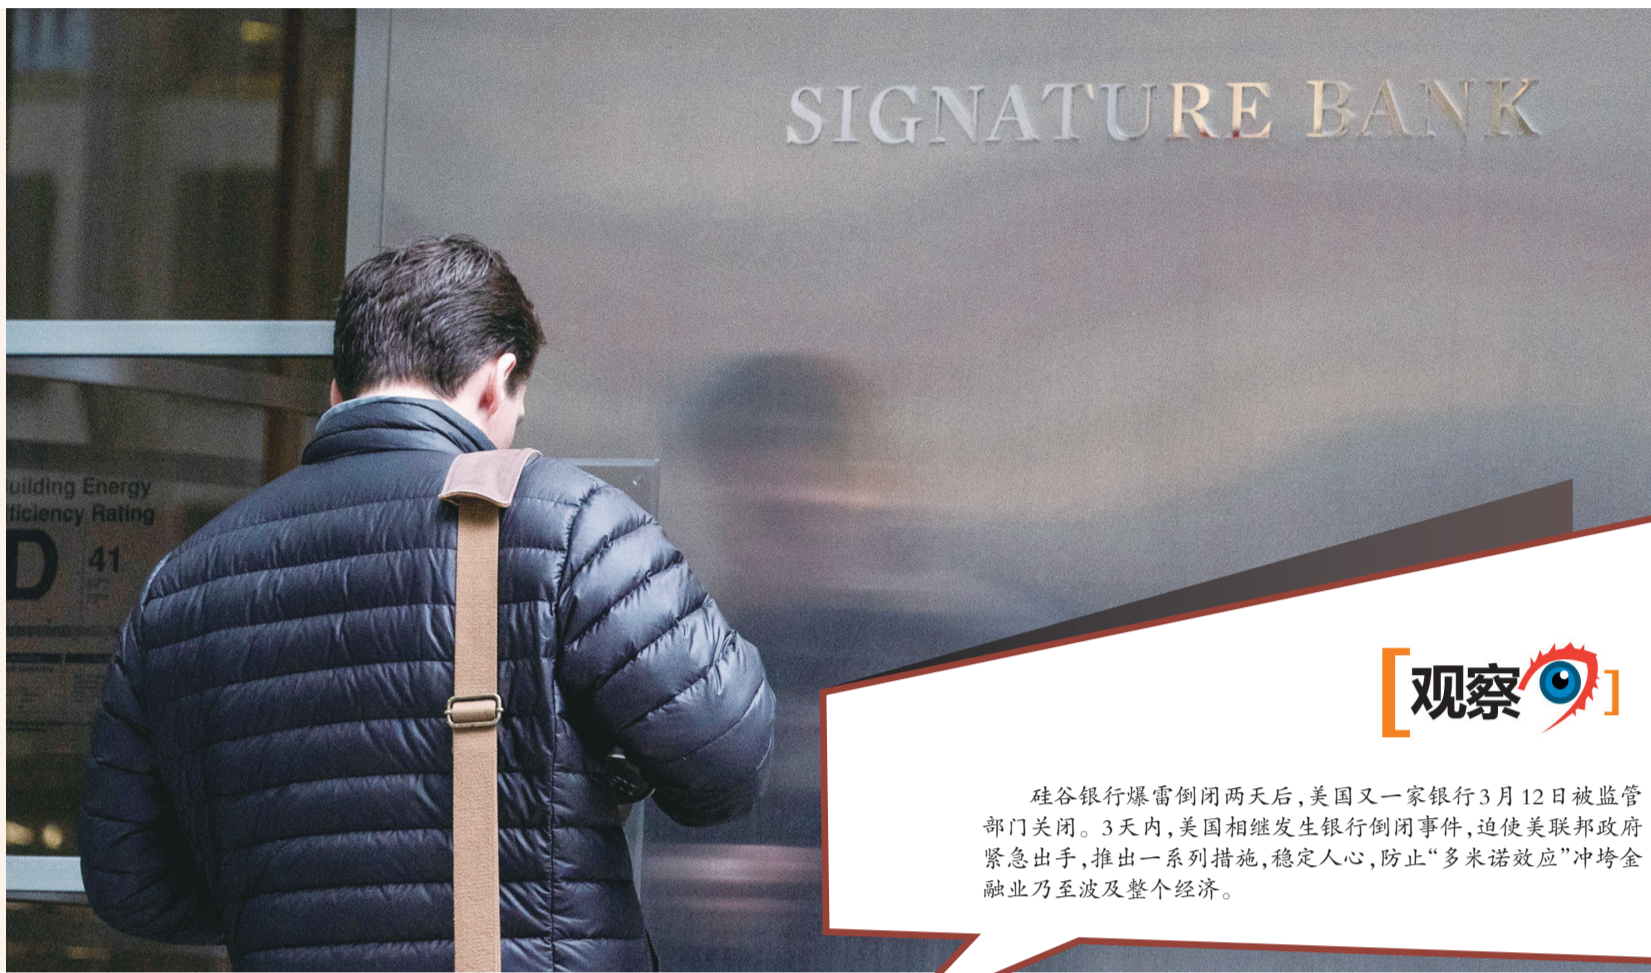 SIGNATURE BANK
uilding Energy
ficiency Rating
D 41
[观察]
硅谷银行爆雷倒闭两天后,美国又一家银行3月12日被监管
部门关闭。3天内,美国相继发生银行倒闭事件,迫使美联邦政府
紧急出手,推出一系列措施,稳定人心,防止“多米诺效应”冲垮金
融业乃至波及整个经济。